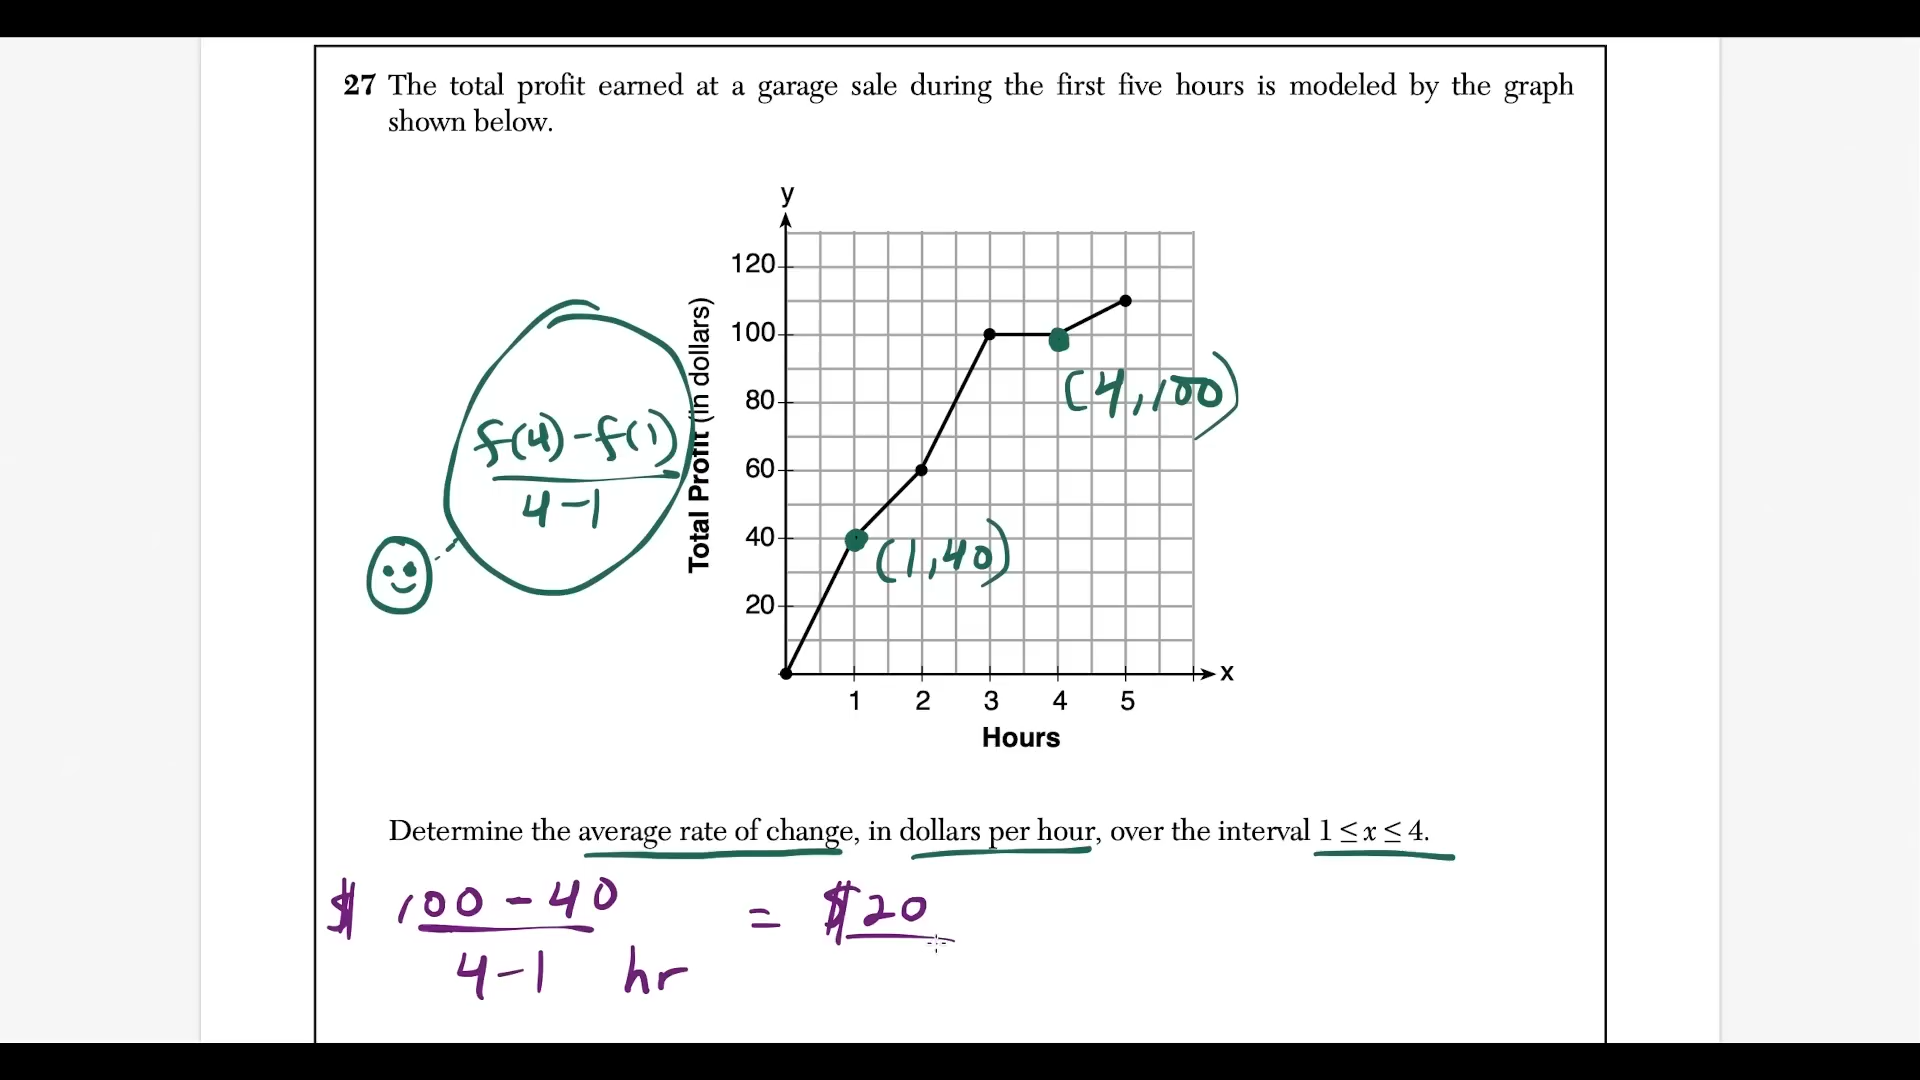 27 The total profit earned at a garage sale during the first five hours is modeled by the graph
shown below.
y
120
100
80
60
40
20
Total Profit (in dollars)
f(4)-f(1)
4-1
(4,100)
(1,40)
x
1 2 3 4 5
Hours
Determine the average rate of change, in dollars per hour, over the interval 1 ≤ x ≤ 4.
$ 100-40 = $20
4-1 hr